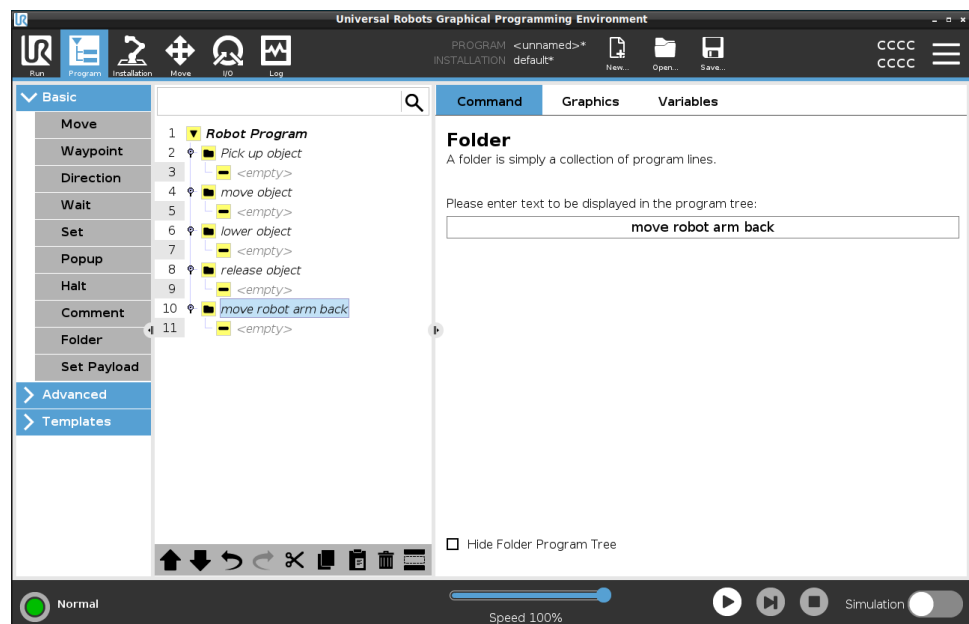 Universal Robots Graphical Programming Environment
UR
Run
Program
Installation
Move
I/O
Log
PROGRAM <unnamed>*
INSTALLATION default*
New...
Open...
Save...
CCCC
CCCC
Basic
Move
Waypoint
Direction
Wait
Set
Popup
Halt
Comment
Folder
Set Payload
Advanced
Templates
1 Robot Program
2 Pick up object
3 <empty>
4 move object
5 <empty>
6 lower object
7 <empty>
8 release object
9 <empty>
10 move robot arm back
11 <empty>
Command Graphics Variables
Folder
A folder is simply a collection of program lines.
Please enter text to be displayed in the program tree:
move robot arm back
Hide Folder Program Tree
Normal
Speed 100%
Simulation